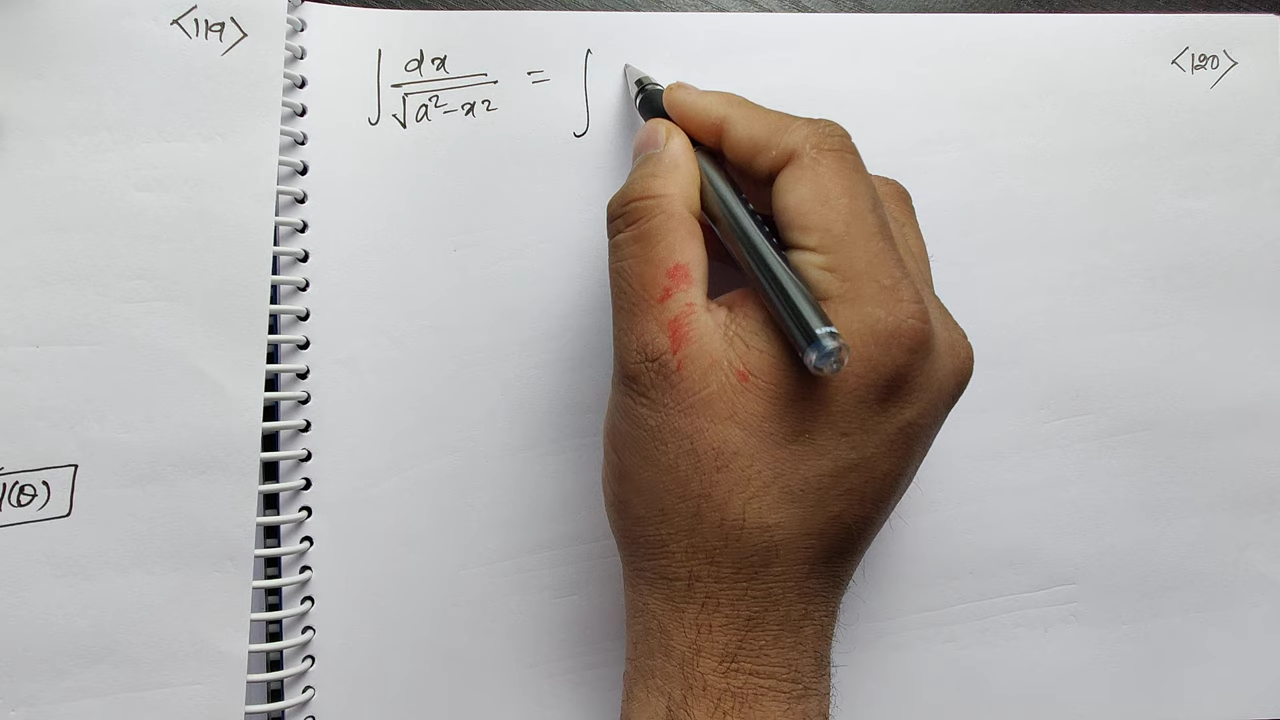 <119>
<120>
∫ dx / √(a² - x²) = ∫
(θ)